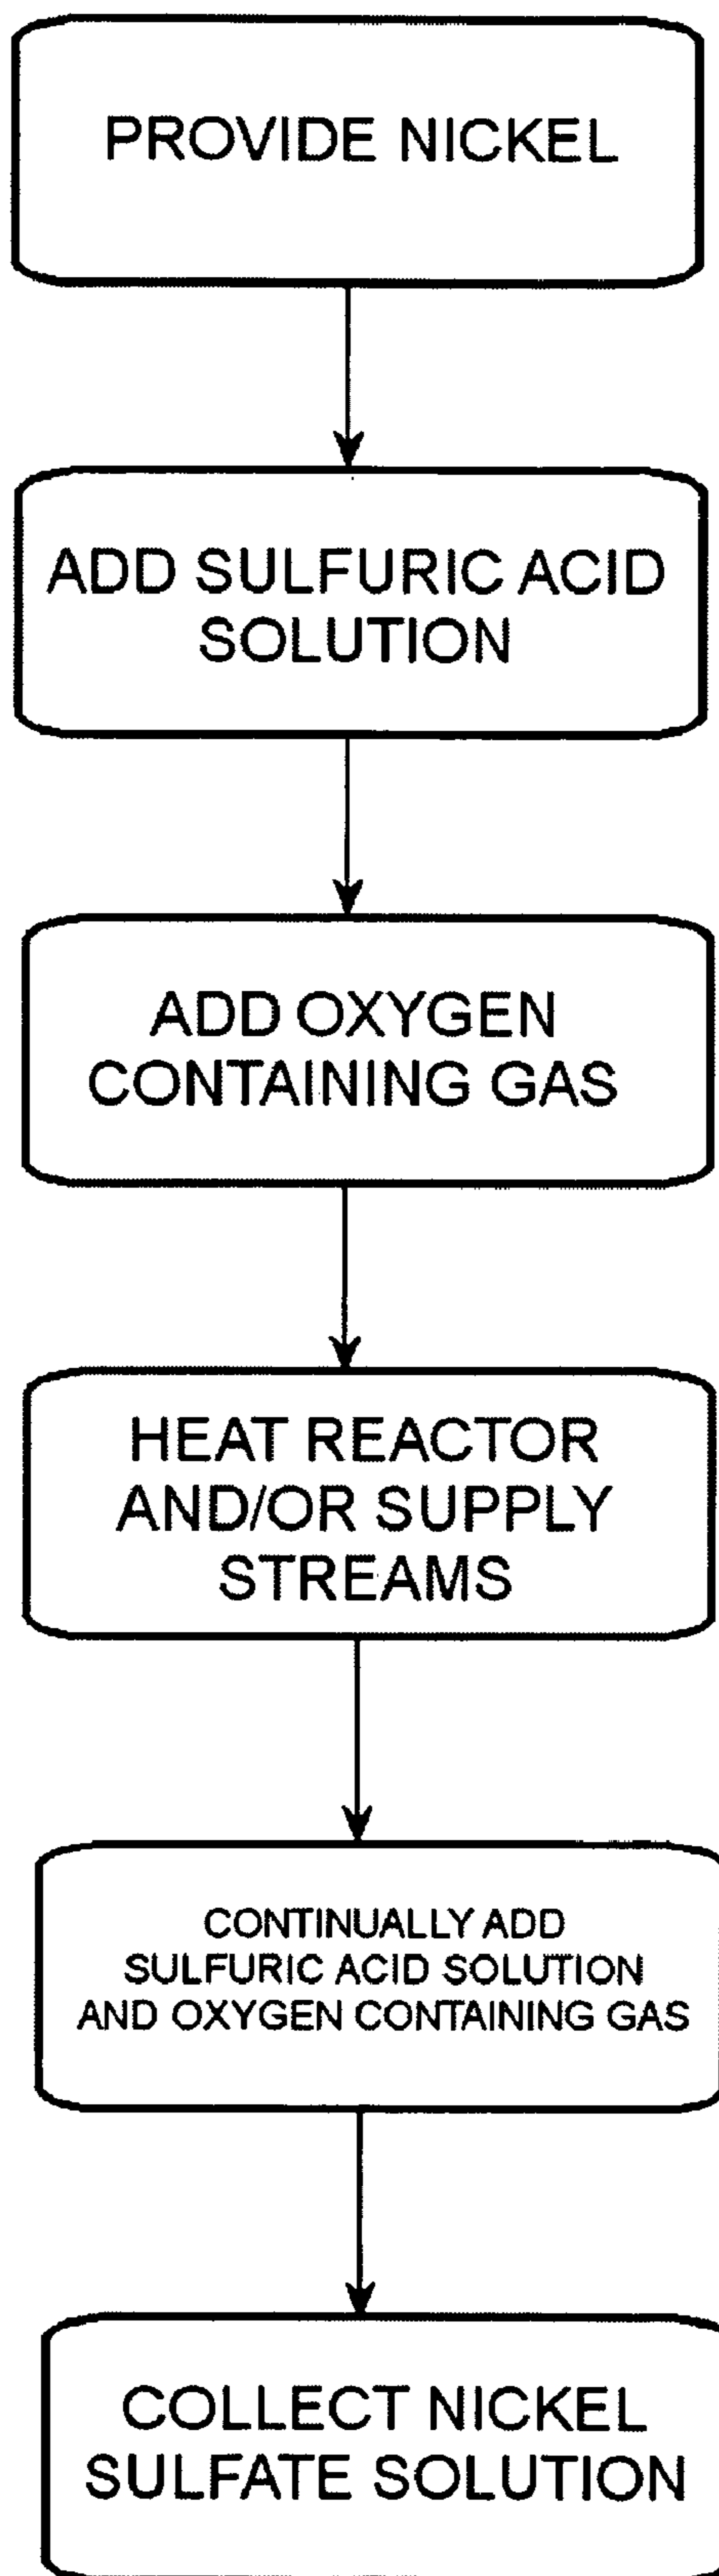 PROVIDE NICKEL
ADD SULFURIC ACID
SOLUTION
ADD OXYGEN
CONTAINING GAS
HEAT REACTOR
AND/OR SUPPLY
STREAMS
CONTINUALLY ADD
SULFURIC ACID SOLUTION
AND OXYGEN CONTAINING GAS
COLLECT NICKEL
SULFATE SOLUTION